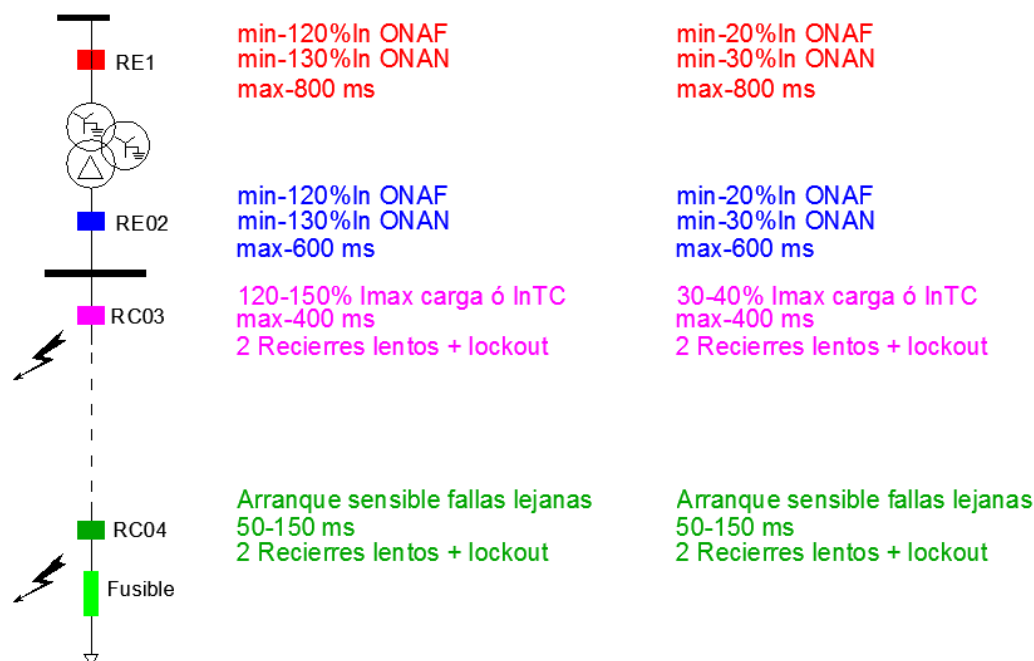 RE1
min-120%In ONAF
min-130%In ONAN
max-800 ms
min-20%In ONAF
min-30%In ONAN
max-800 ms
RE02
min-120%In ONAF
min-130%In ONAN
max-600 ms
min-20%In ONAF
min-30%In ONAN
max-600 ms
RC03
120-150% Imax carga ó InTC
max-400 ms
2 Recierres lentos + lockout
30-40% Imax carga ó InTC
max-400 ms
2 Recierres lentos + lockout
RC04
Arranque sensible fallas lejanas
50-150 ms
2 Recierres lentos + lockout
Arranque sensible fallas lejanas
50-150 ms
2 Recierres lentos + lockout
Fusible